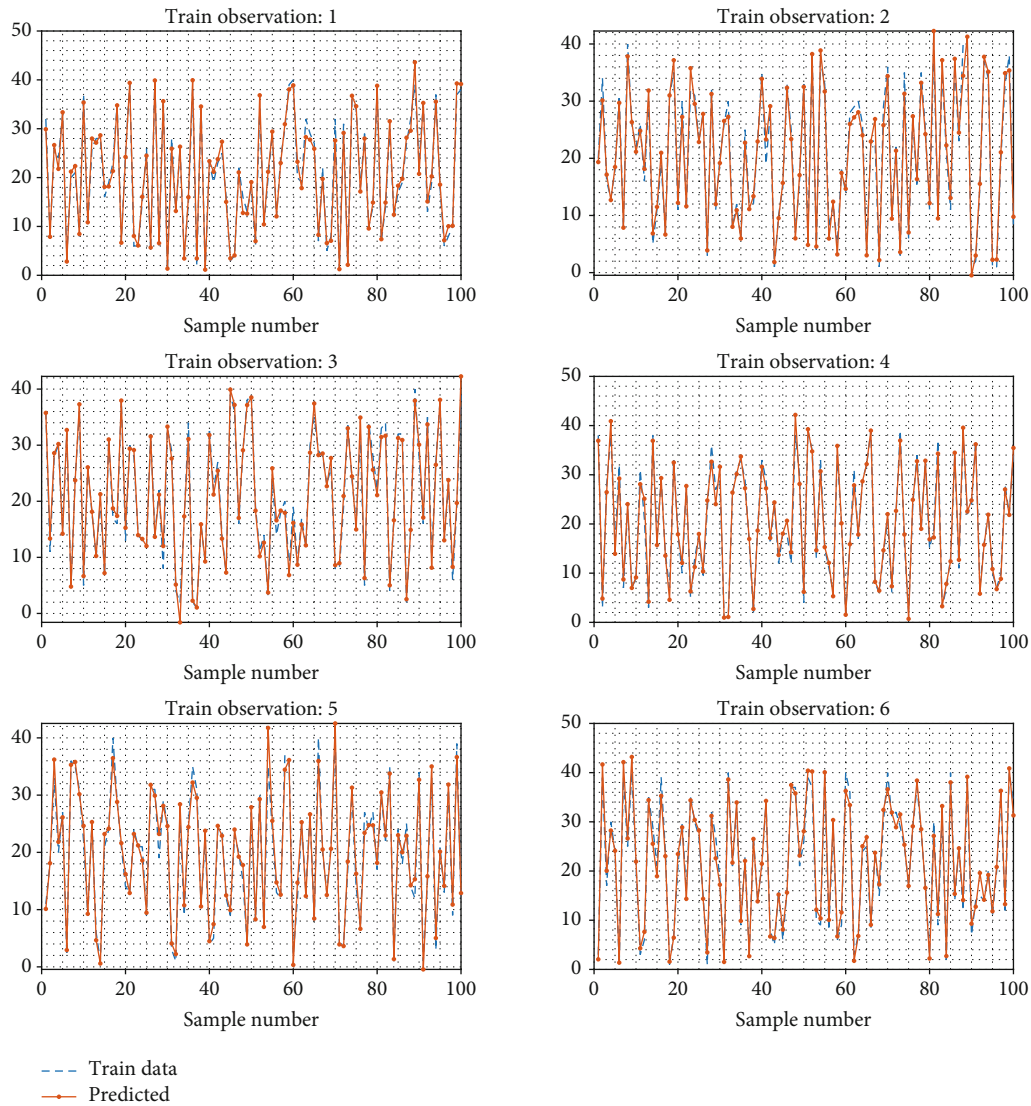 Train observation: 1
50
40
30
20
10
0
0 20 40 60 80 100
Sample number
Train observation: 2
40
30
20
10
0
0 20 40 60 80 100
Sample number
Train observation: 3
40
30
20
10
0
0 20 40 60 80 100
Sample number
Train observation: 4
50
40
30
20
10
0
0 20 40 60 80 100
Sample number
Train observation: 5
40
30
20
10
0
0 20 40 60 80 100
Sample number
Train observation: 6
50
40
30
20
10
0
0 20 40 60 80 100
Sample number
Train data
Predicted